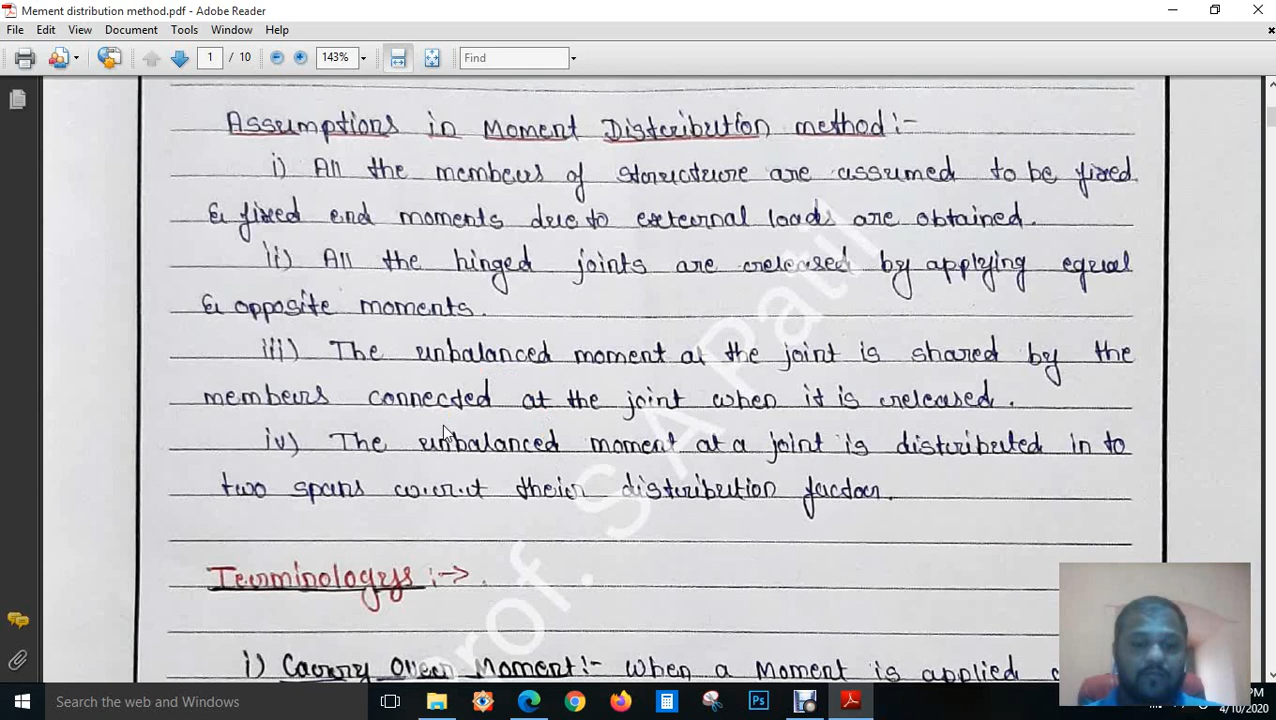 Mement distribution method.pdf - Adobe Reader
File Edit View Document Tools Window Help
1 / 10 143% Find
Assumptions in Moment Distribution method:-
i) All the members of structure are assumed to be fixed
& fixed end moments due to external loads are obtained.
ii) All the hinged joints are released by applying equal
& opposite moments.
iii) The unbalanced moment at the joint is shared by the
members connected at the joint when it is released.
iv) The unbalanced moment at a joint is distributed in to
two spans w.r.t their distribution factor.
Terminologys :->
i) Carry Over Moment:- When a Moment is applied
Prof. S A Patil
Search the web and Windows
4/10/2020